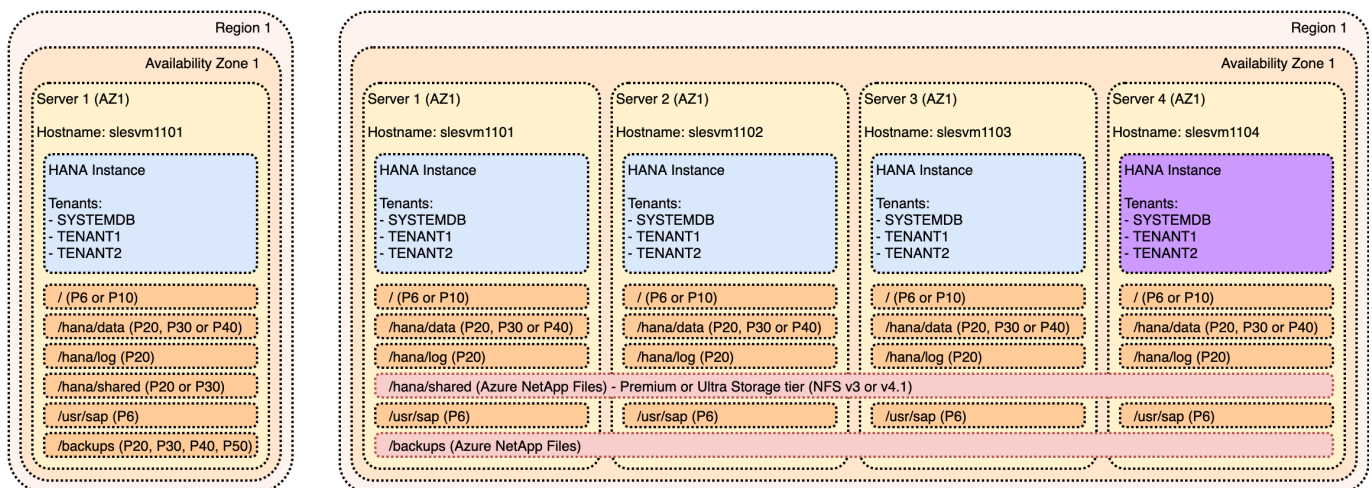 Region 1
Availability Zone 1
Server 1 (AZ1)
Hostname: slesvm1101
HANA Instance
Tenants:
- SYSTEMDB
- TENANT1
- TENANT2
/ (P6 or P10)
/hana/data (P20, P30 or P40)
/hana/log (P20)
/hana/shared (P20 or P30)
/usr/sap (P6)
/backups (P20, P30, P40, P50)
Region 1
Availability Zone 1
Server 1 (AZ1)
Hostname: slesvm1101
HANA Instance
Tenants:
- SYSTEMDB
- TENANT1
- TENANT2
/ (P6 or P10)
/hana/data (P20, P30 or P40)
/hana/log (P20)
Server 2 (AZ1)
Hostname: slesvm1102
HANA Instance
Tenants:
- SYSTEMDB
- TENANT1
- TENANT2
/ (P6 or P10)
/hana/data (P20, P30 or P40)
/hana/log (P20)
Server 3 (AZ1)
Hostname: slesvm1103
HANA Instance
Tenants:
- SYSTEMDB
- TENANT1
- TENANT2
/ (P6 or P10)
/hana/data (P20, P30 or P40)
/hana/log (P20)
Server 4 (AZ1)
Hostname: slesvm1104
HANA Instance
Tenants:
- SYSTEMDB
- TENANT1
- TENANT2
/ (P6 or P10)
/hana/data (P20, P30 or P40)
/hana/log (P20)
/hana/shared (Azure NetApp Files) - Premium or Ultra Storage tier (NFS v3 or v4.1)
/usr/sap (P6)
/usr/sap (P6)
/usr/sap (P6)
/usr/sap (P6)
/backups (Azure NetApp Files)